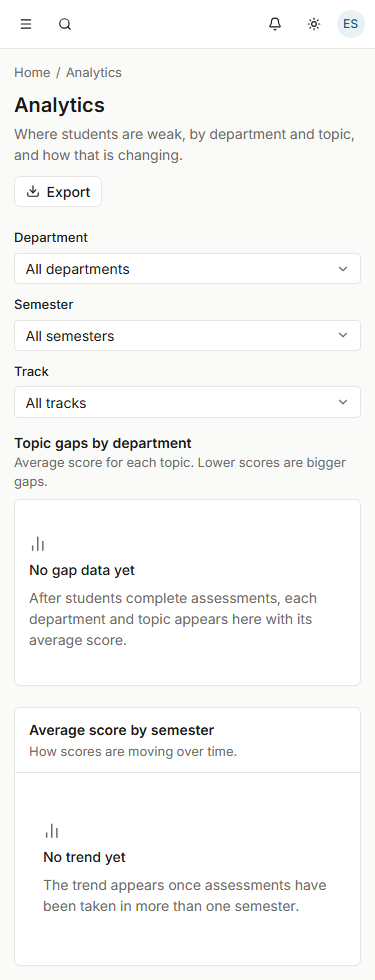 ES
Home / Analytics
Analytics
Where students are weak, by department and topic,
and how that is changing.
Export
Department
All departments
Semester
All semesters
Track
All tracks
Topic gaps by department
Average score for each topic. Lower scores are bigger
gaps.
No gap data yet
After students complete assessments, each
department and topic appears here with its
average score.
Average score by semester
How scores are moving over time.
No trend yet
The trend appears once assessments have
been taken in more than one semester.